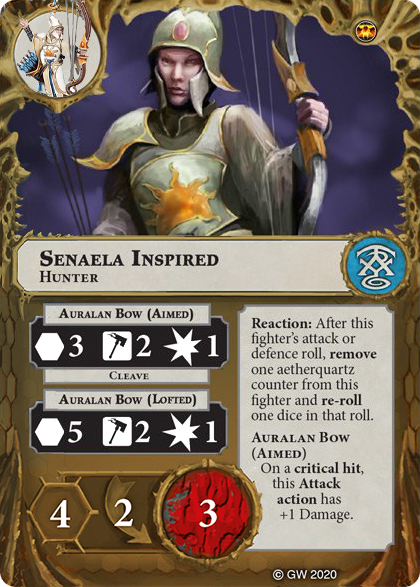 Senaela Inspired
Hunter
Auralan Bow (Aimed)
3 2 1
Cleave
Auralan Bow (Lofted)
5 2 1
Reaction: After this
fighter's attack or
defence roll, remove
one aetherquartz
counter from this
fighter and re-roll
one dice in that roll.
Auralan Bow
(Aimed)
On a critical hit,
this Attack
action has
+1 Damage.
4 2 3
© GW 2020